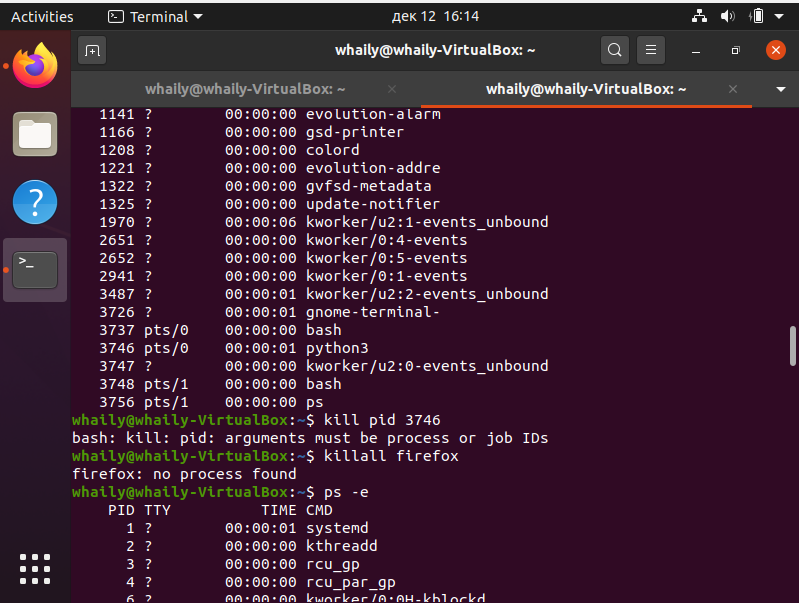 Activities Terminal дек 12 16:14
whaily@whaily-VirtualBox: ~
whaily@whaily-VirtualBox: ~ whaily@whaily-VirtualBox: ~
1141 ? 00:00:00 evolution-alarm
1166 ? 00:00:00 gsd-printer
1208 ? 00:00:00 colord
1221 ? 00:00:00 evolution-addre
1322 ? 00:00:00 gvfsd-metadata
1325 ? 00:00:00 update-notifier
1970 ? 00:00:06 kworker/u2:1-events_unbound
2651 ? 00:00:00 kworker/0:4-events
2652 ? 00:00:00 kworker/0:5-events
2941 ? 00:00:00 kworker/0:1-events
3487 ? 00:00:01 kworker/u2:2-events_unbound
3726 ? 00:00:01 gnome-terminal-
3737 pts/0 00:00:00 bash
3746 pts/0 00:00:01 python3
3747 ? 00:00:00 kworker/u2:0-events_unbound
3748 pts/1 00:00:00 bash
3756 pts/1 00:00:00 ps
whaily@whaily-VirtualBox:~$ kill pid 3746
bash: kill: pid: arguments must be process or job IDs
whaily@whaily-VirtualBox:~$ killall firefox
firefox: no process found
whaily@whaily-VirtualBox:~$ ps -e
PID TTY TIME CMD
1 ? 00:00:01 systemd
2 ? 00:00:00 kthreadd
3 ? 00:00:00 rcu_gp
4 ? 00:00:00 rcu_par_gp
6 ? 00:00:00 kworker/0:0H-kblockd